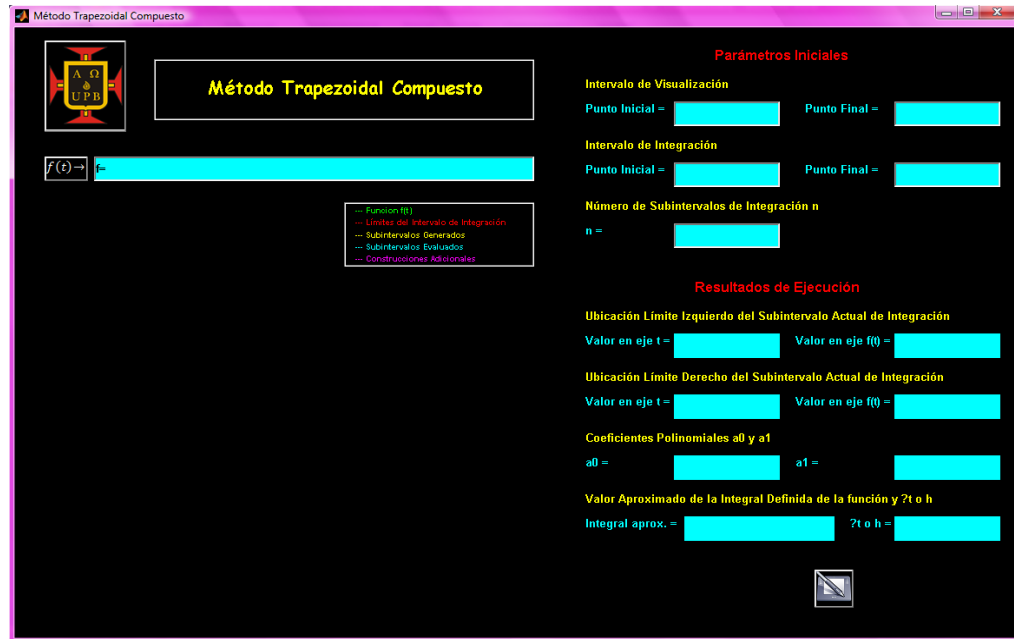 Método Trapezoidal Compuesto
Α Ω
UPB
Método Trapezoidal Compuesto
f(t)→
f=
--- Funcion f(t)
--- Límites del Intervalo de Integración
--- Subintervalos Generados
--- Subintervalos Evaluados
--- Construcciones Adicionales
Parámetros Iniciales
Intervalo de Visualización
Punto Inicial = Punto Final =
Intervalo de Integración
Punto Inicial = Punto Final =
Número de Subintervalos de Integración n
n =
Resultados de Ejecución
Ubicación Límite Izquierdo del Subintervalo Actual de Integración
Valor en eje t = Valor en eje f(t) =
Ubicación Límite Derecho del Subintervalo Actual de Integración
Valor en eje t = Valor en eje f(t) =
Coeficientes Polinomiales a0 y a1
a0 = a1 =
Valor Aproximado de la Integral Definida de la función y ?t o h
Integral aprox. = ?t o h =